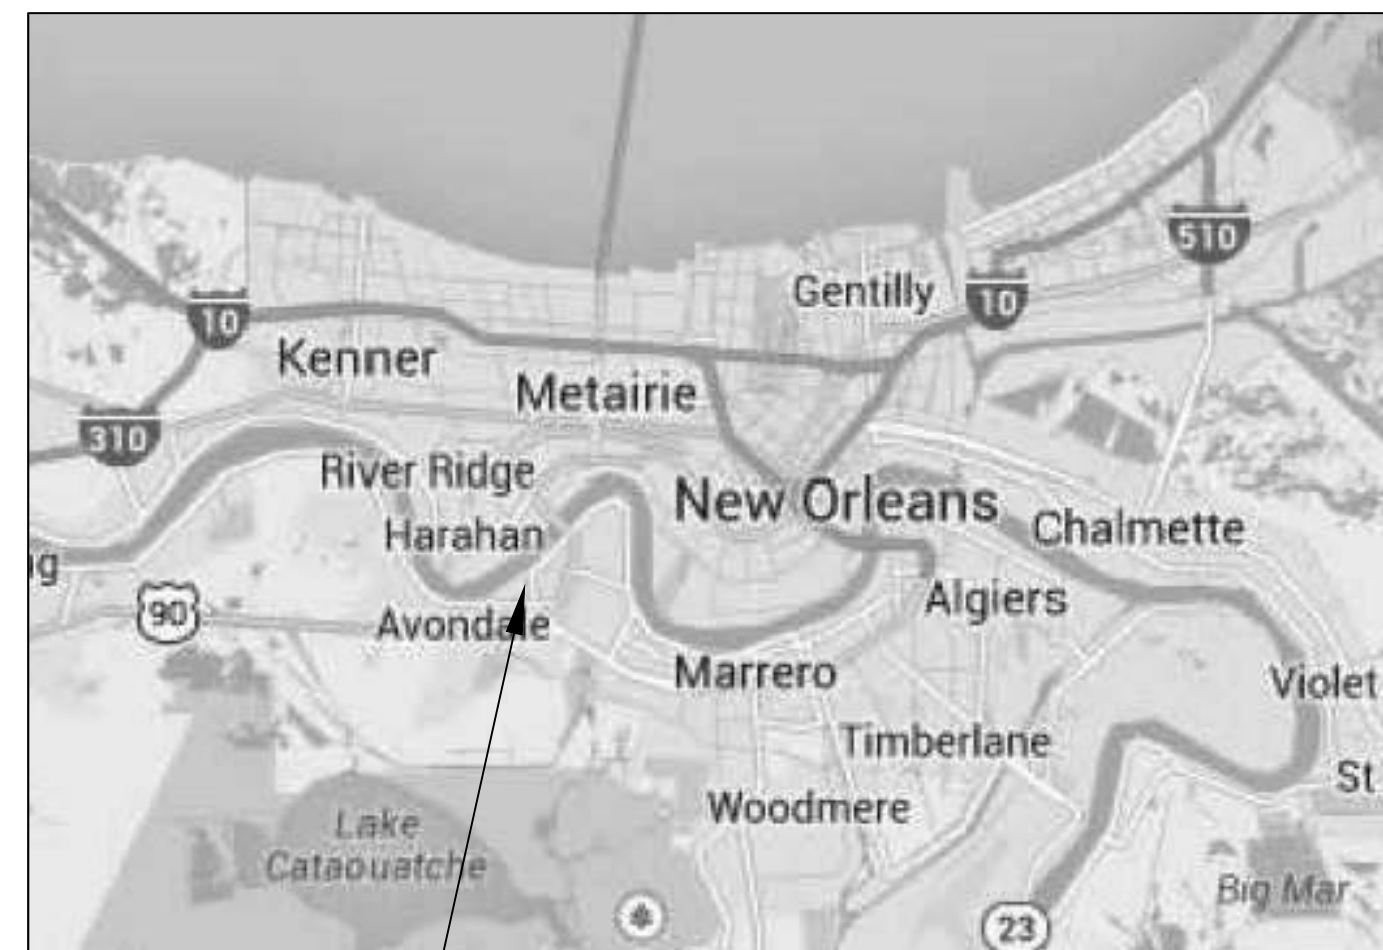 510
Gentilly
10
10
Kenner
Metairie
310
River Ridge
New Orleans
Harahan
Chalmette
90
Avondale
Algiers
Marrero
Violet
Timberlane
St
Woodmere
Lake
Cataouatche
Big Mar
23